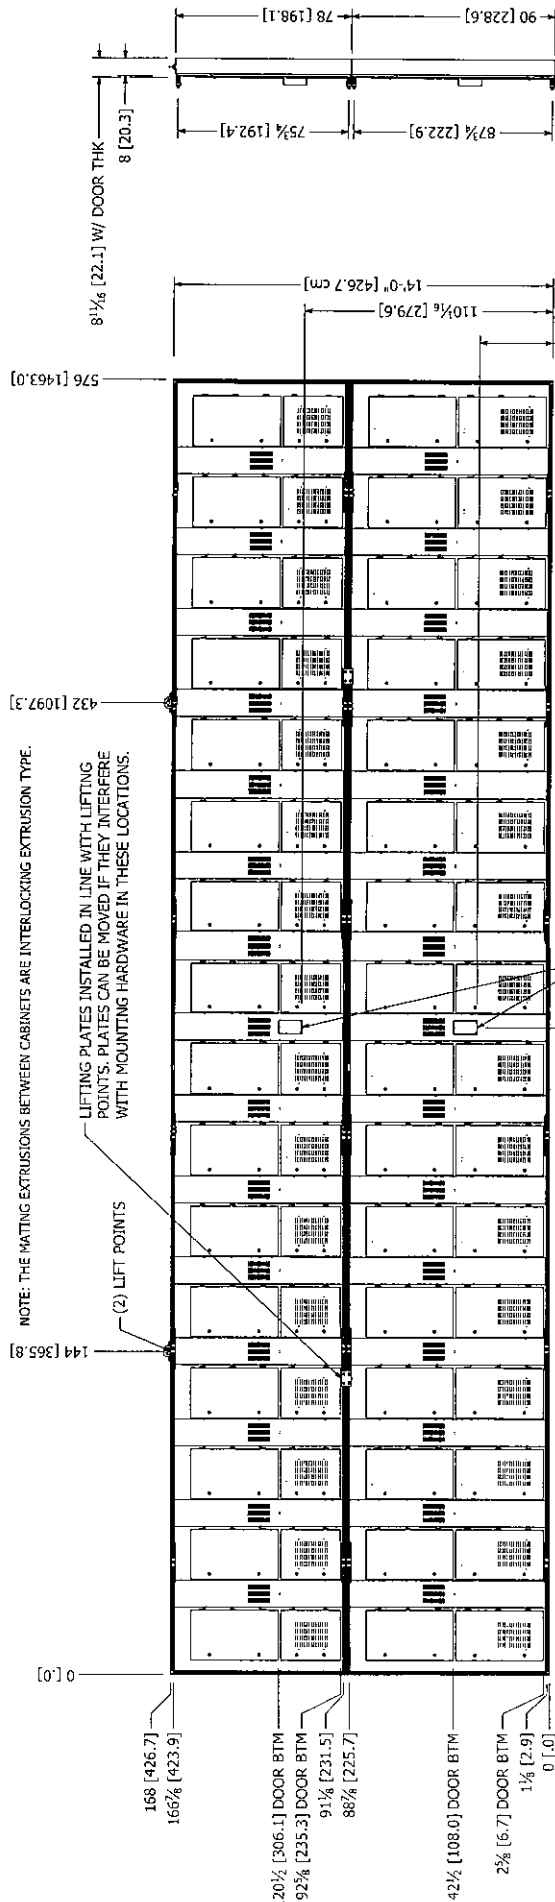 NOTE: THE MATING EXTRUSIONS BETWEEN CABINETS ARE INTERLOCKING EXTRUSION TYPE.
LIFTING PLATES INSTALLED IN LINE WITH LIFTING
POINTS. PLATES CAN BE MOVED IF THEY INTERFERE
WITH MOUNTING HARDWARE IN THESE LOCATIONS.
(2) LIFT POINTS
0 [.0]
144 [365.8]
432 [1097.3]
576 [1463.0]
168 [426.7]
166⅞ [423.9]
20½ [306.1] DOOR BTM
92⅝ [235.3] DOOR BTM
91⅛ [231.5]
88⅞ [225.7]
42½ [108.0] DOOR BTM
2⅝ [6.7] DOOR BTM
1⅛ [2.9]
0 [.0]
14'-0" [426.7 cm]
110 1/16 [279.6]
8 11/16 [22.1] W/ DOOR THK
8 [20.3]
75¾ [192.4]
78 [198.1]
87¾ [222.9]
90 [228.6]